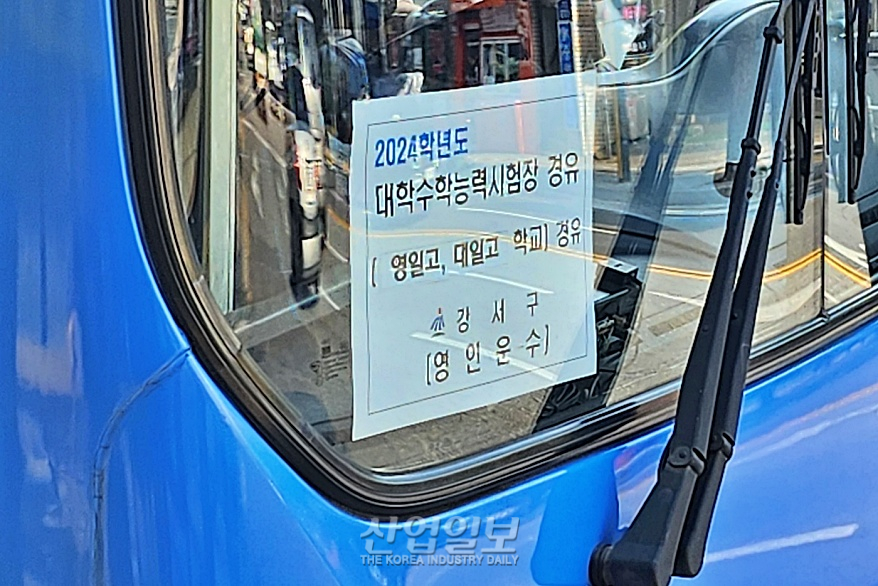 2024학년도
대학수학능력시험장 경유
( 영일고, 대일고 학교) 경유
강 서 구
(영 인 운 수)
산업일보
THE KOREA INDUSTRY DAILY